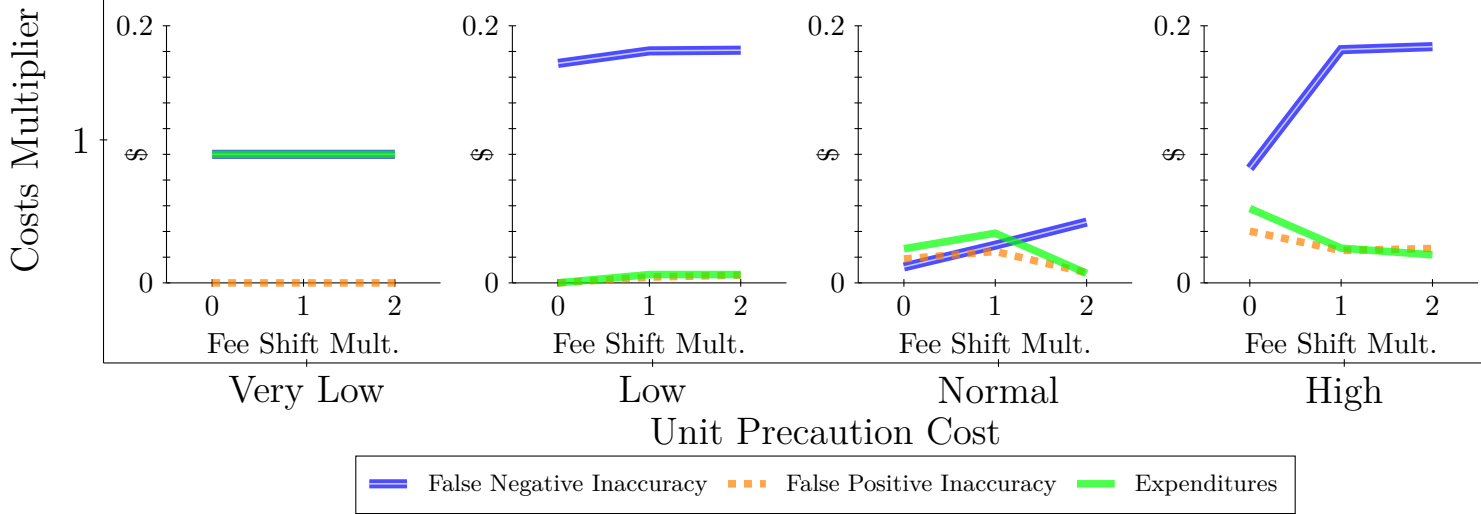 Costs Multiplier
1
0.2
$
0
0 1 2
Fee Shift Mult.
0.2
$
0
0 1 2
Fee Shift Mult.
0.2
$
0
0 1 2
Fee Shift Mult.
0.2
$
0
0 1 2
Fee Shift Mult.
Very Low
Low
Normal
High
Unit Precaution Cost
False Negative Inaccuracy
False Positive Inaccuracy
Expenditures